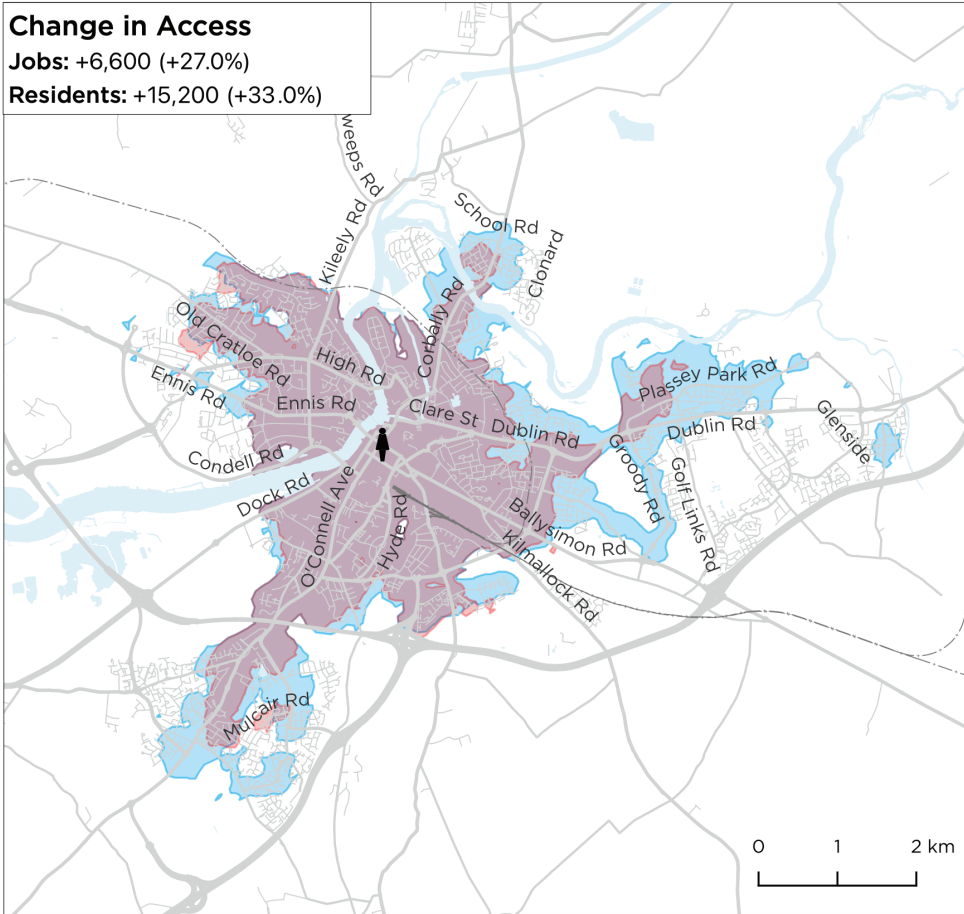 Change in Access
Jobs: +6,600 (+27.0%)
Residents: +15,200 (+33.0%)
weeps Rd
School Rd
Kileely Rd
Clonard
Corbally Rd
Old Cratloe Rd
High Rd
Plassey Park Rd
Ennis Rd
Ennis Rd
Clare St
Dublin Rd
Dublin Rd
Glenside
Condell Rd
Groody Rd
Golf Links Rd
Dock Rd
O'Connell Ave
Hyde Rd
Ballysimon Rd
Kilmallock Rd
Mulcair Rd
0 1 2 km